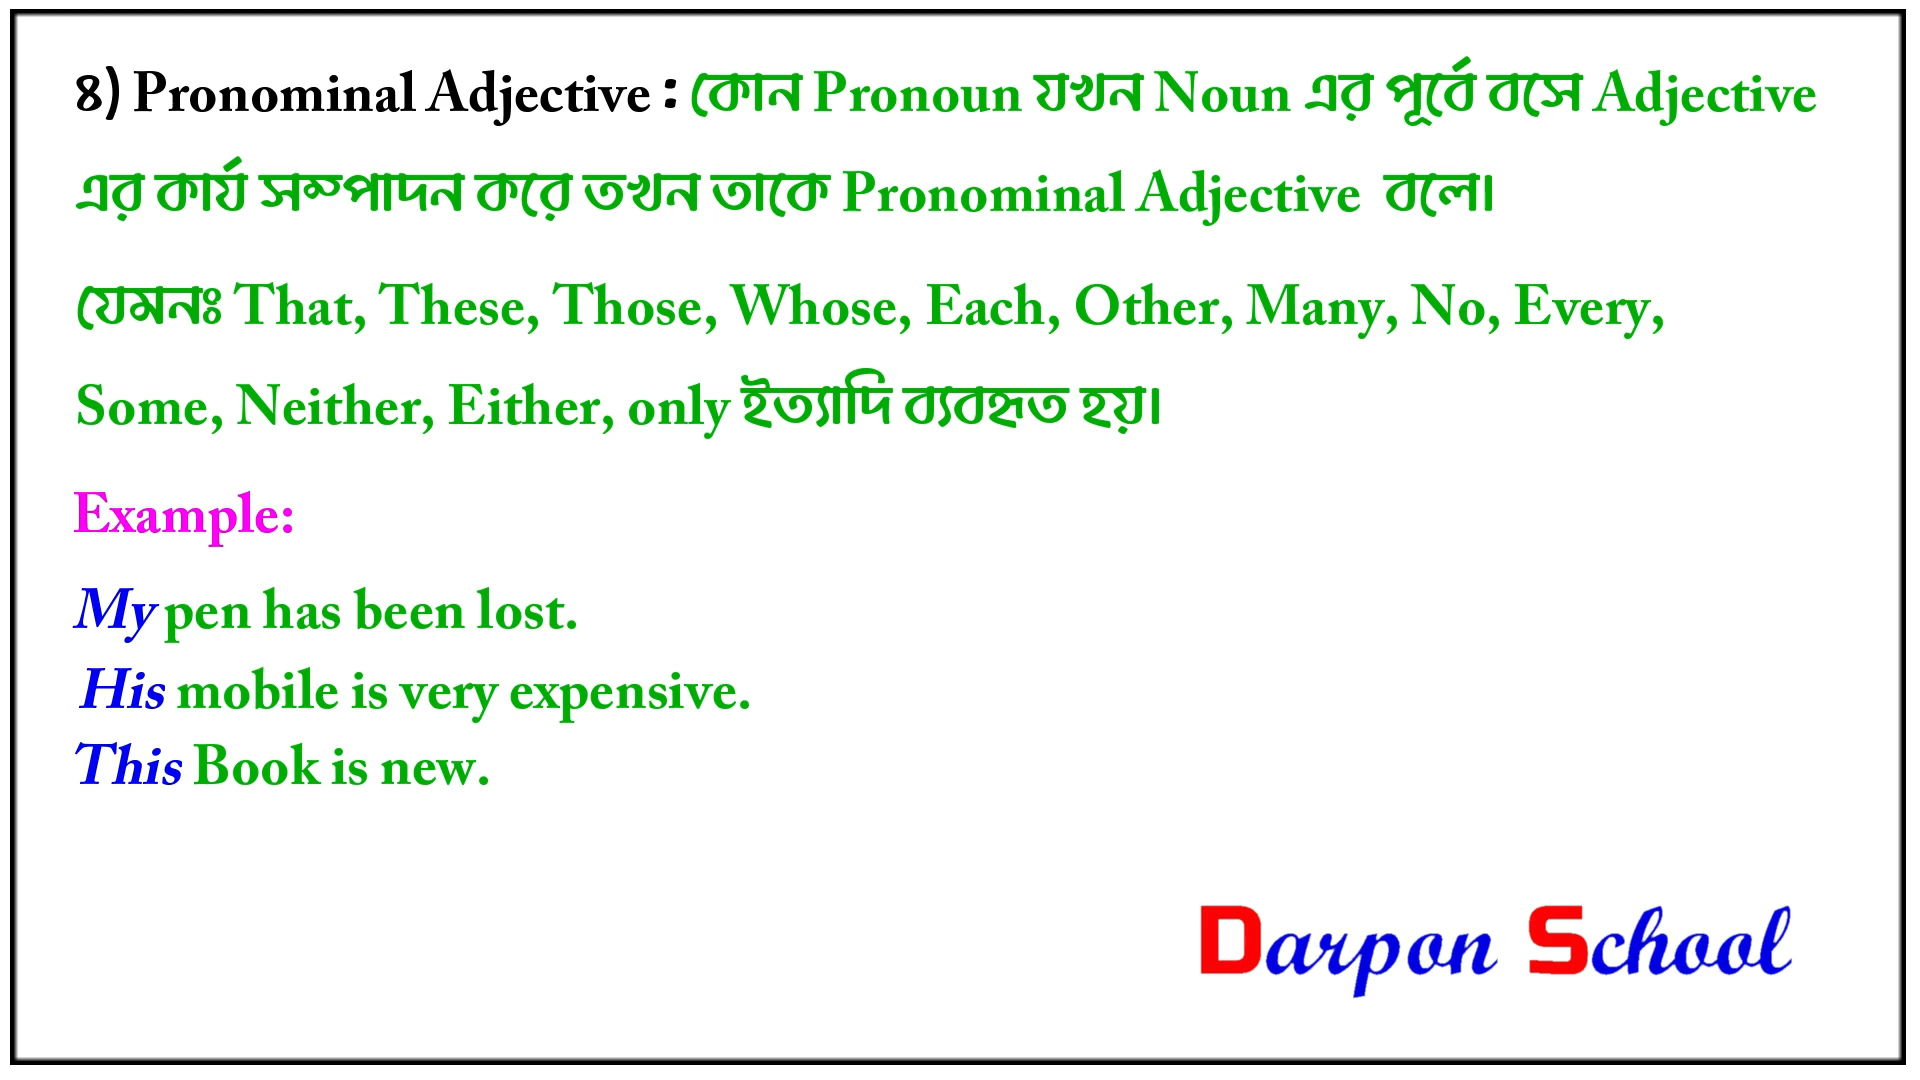 ৪) Pronominal Adjective : কোন Pronoun যখন Noun এর পূর্বে বসে Adjective
এর কার্য সম্পাদন করে তখন তাকে Pronominal Adjective বলে।
যেমনঃ That, These, Those, Whose, Each, Other, Many, No, Every,
Some, Neither, Either, only ইত্যাদি ব্যবহৃত হয়।
Example:
My pen has been lost.
His mobile is very expensive.
This Book is new.
Darpon School